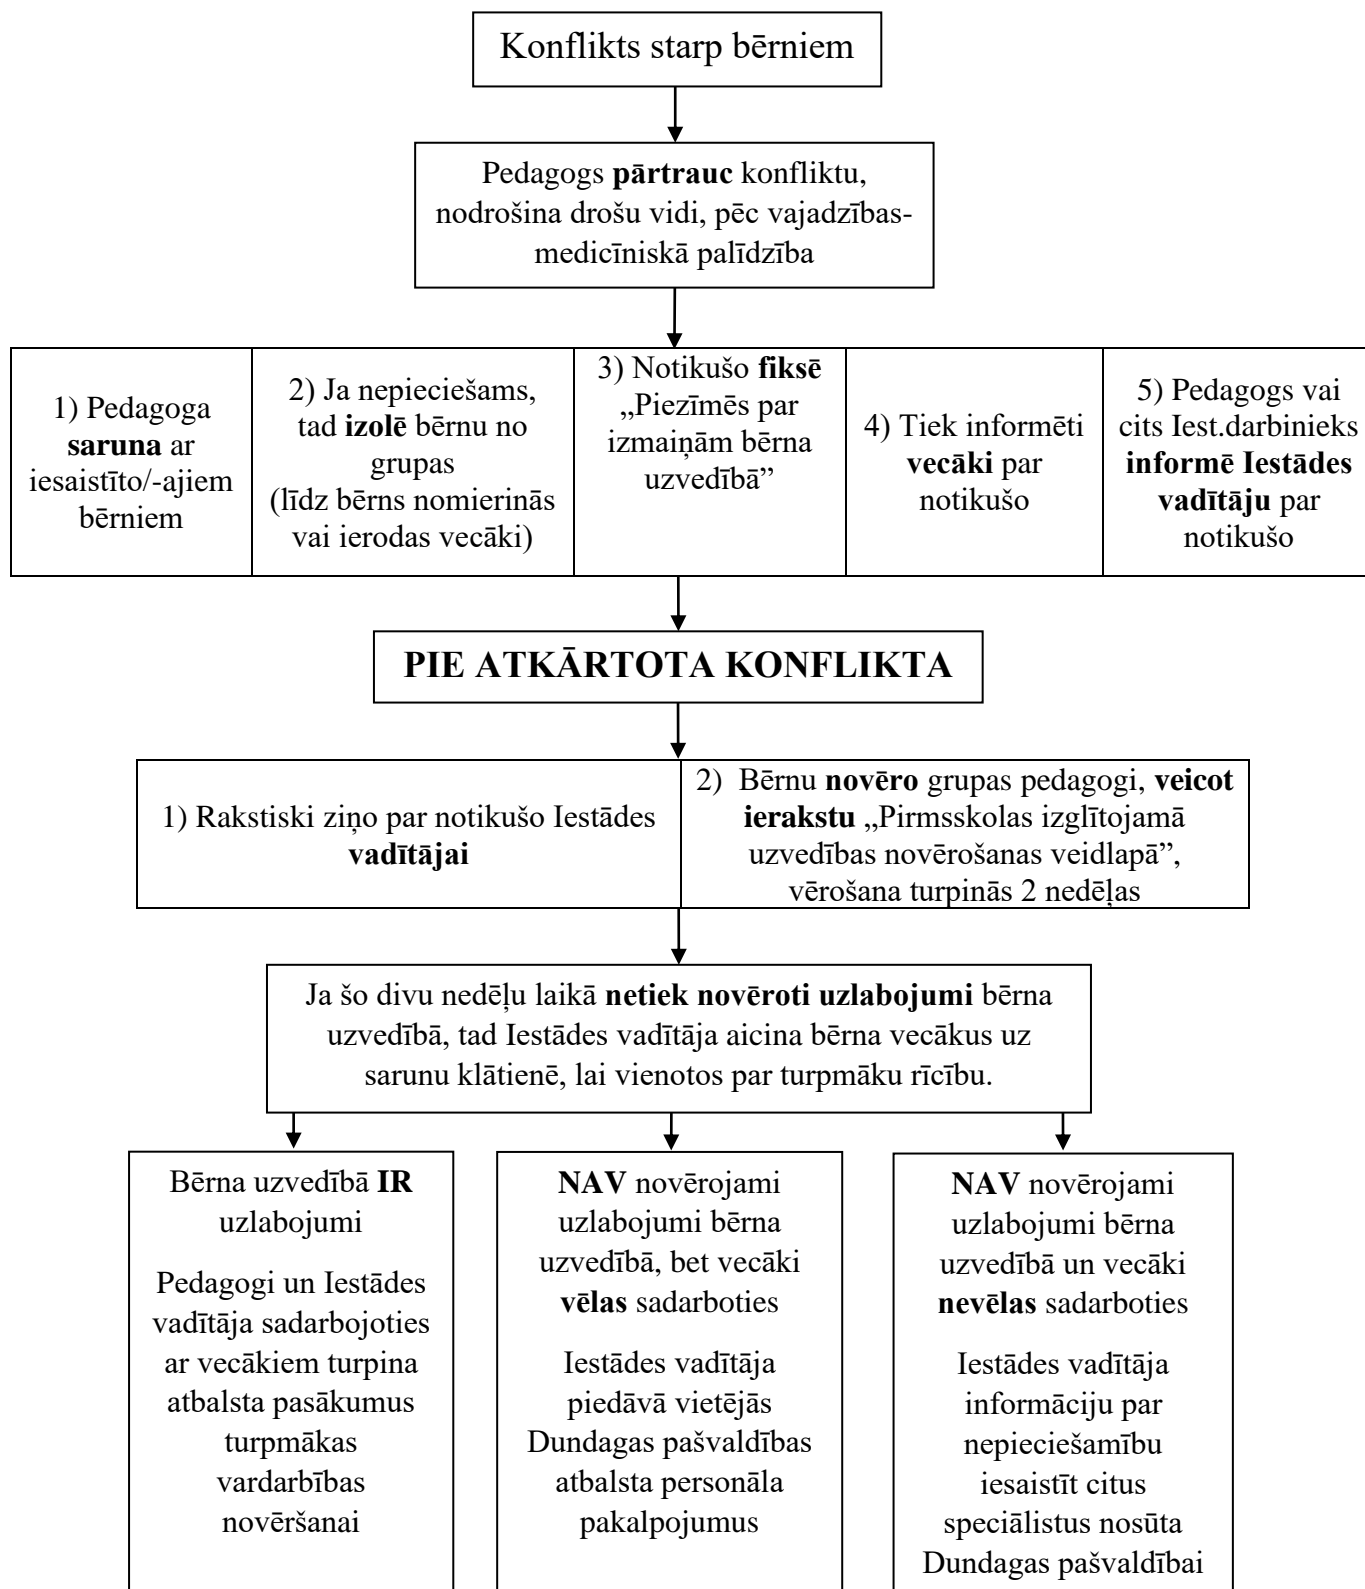 Konflikts starp bērniem
Pedagogs pārtrauc konfliktu,
nodrošina drošu vidi, pēc vajadzības-
medicīniskā palīdzība
1) Pedagoga
saruna ar
iesaistīto/-ajiem
bērniem
2) Ja nepieciešams,
tad izolē bērnu no
grupas
(līdz bērns nomierinās
vai ierodas vecāki)
3) Notikušo fiksē
„Piezīmēs par
izmaiņām bērna
uzvedībā”
4) Tiek informēti
vecāki par
notikušo
5) Pedagogs vai
cits Iest.darbinieks
informē Iestādes
vadītāju par
notikušo
PIE ATKĀRTOTA KONFLIKTA
1) Rakstiski ziņo par notikušo Iestādes
vadītājai
2) Bērnu novēro grupas pedagogi, veicot
ierakstu „Pirmsskolas izglītojamā
uzvedības novērošanas veidlapā”,
vērošana turpinās 2 nedēļas
Ja šo divu nedēļu laikā netiek novēroti uzlabojumi bērna
uzvedībā, tad Iestādes vadītāja aicina bērna vecākus uz
sarunu klātienē, lai vienotos par turpmāku rīcību.
Bērna uzvedībā IR
uzlabojumi
Pedagogi un Iestādes
vadītāja sadarbojoties
ar vecākiem turpina
atbalsta pasākumus
turpmākas
vardarbības
novēršanai
NAV novērojami
uzlabojumi bērna
uzvedībā, bet vecāki
vēlas sadarboties
Iestādes vadītāja
piedāvā vietējās
Dundagas pašvaldības
atbalsta personāla
pakalpojumus
NAV novērojami
uzlabojumi bērna
uzvedībā un vecāki
nevēlas sadarboties
Iestādes vadītāja
informāciju par
nepieciešamību
iesaistīt citus
speciālistus nosūta
Dundagas pašvaldībai